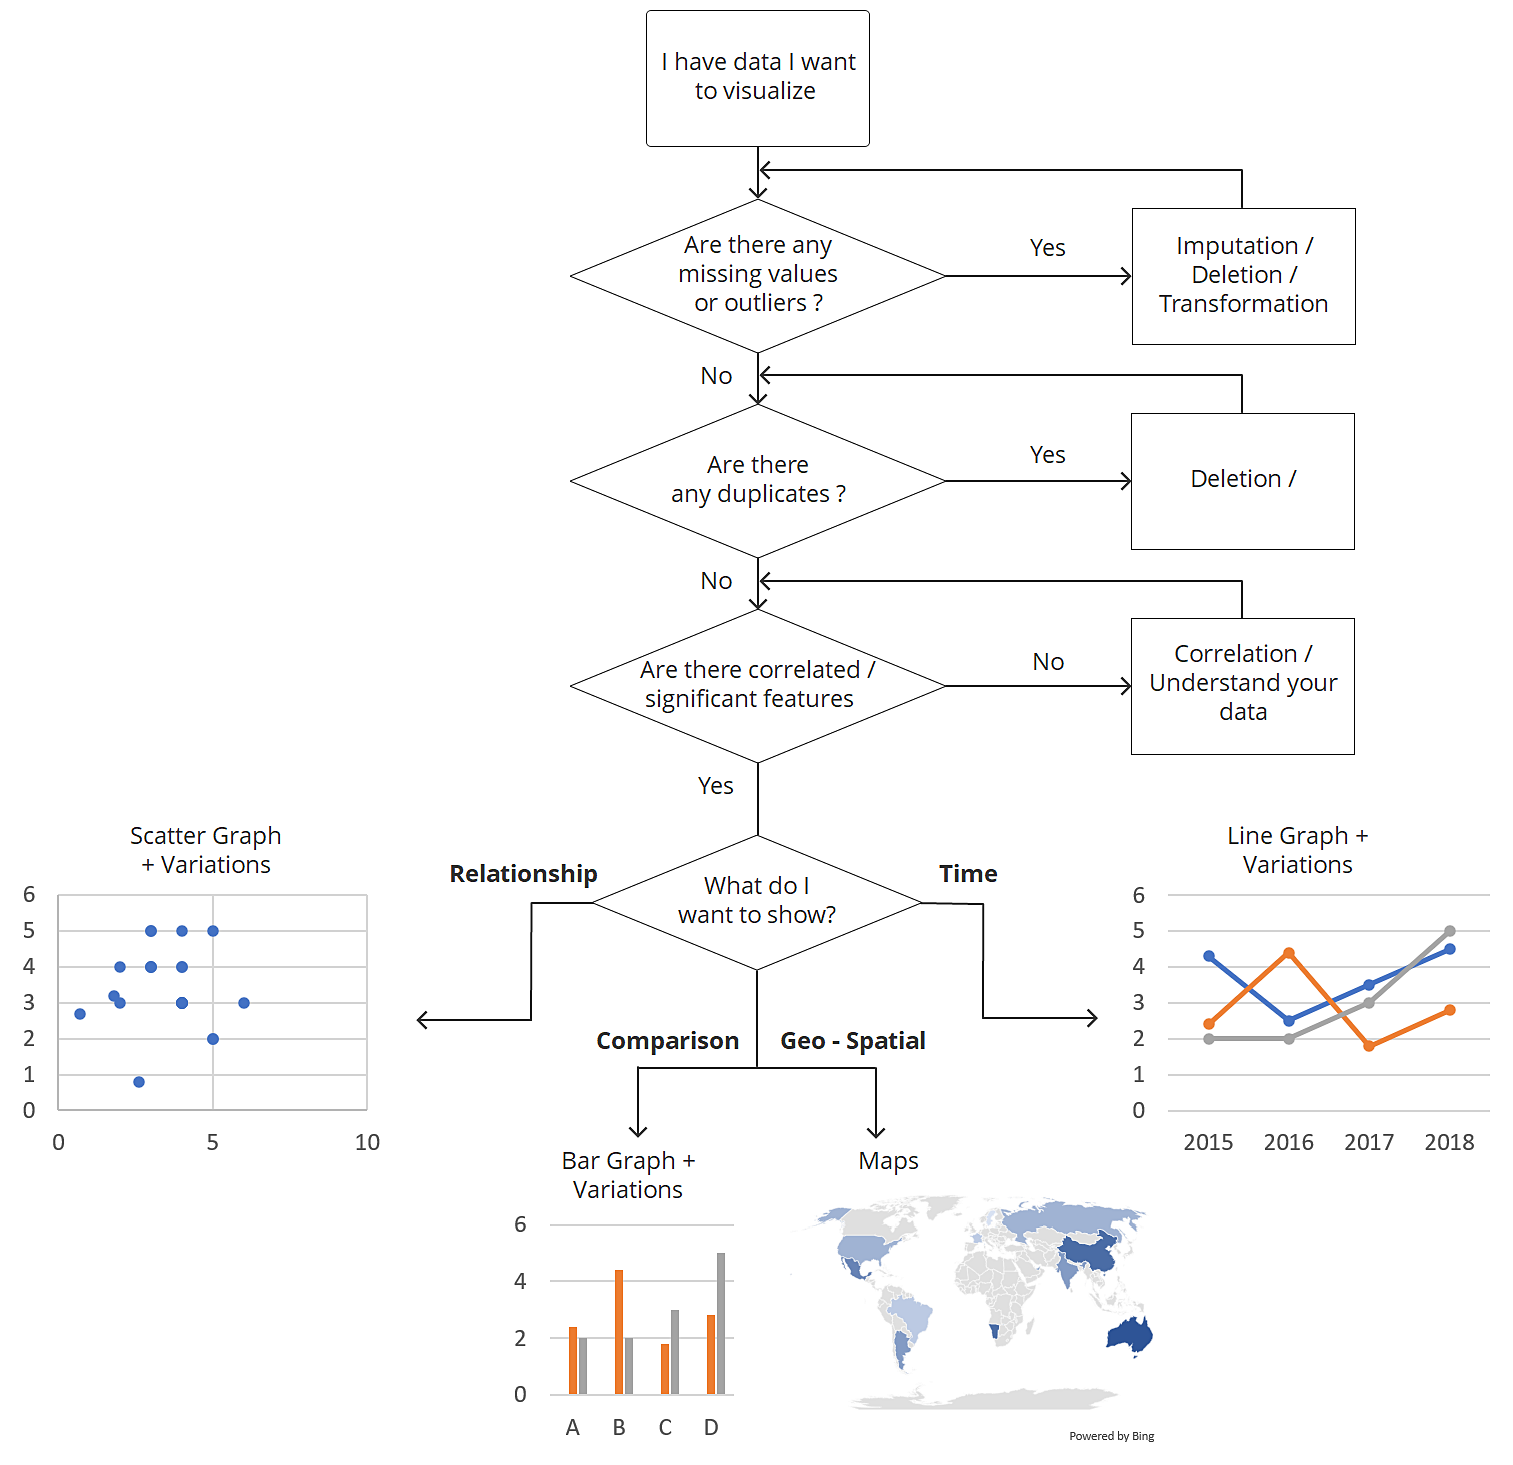 I have data I want
to visualize
Are there any
missing values
or outliers ?
Yes
Imputation /
Deletion /
Transformation
No
Are there
any duplicates ?
Yes
Deletion /
No
Are there correlated /
significant features
No
Correlation /
Understand your
data
Yes
What do I
want to show?
Relationship
Time
Comparison
Geo - Spatial
Scatter Graph
+ Variations
6
5
4
3
2
1
0
0 5 10
Line Graph +
Variations
6
5
4
3
2
1
0
2015 2016 2017 2018
Bar Graph +
Variations
6
4
2
0
A B C D
Maps
Powered by Bing